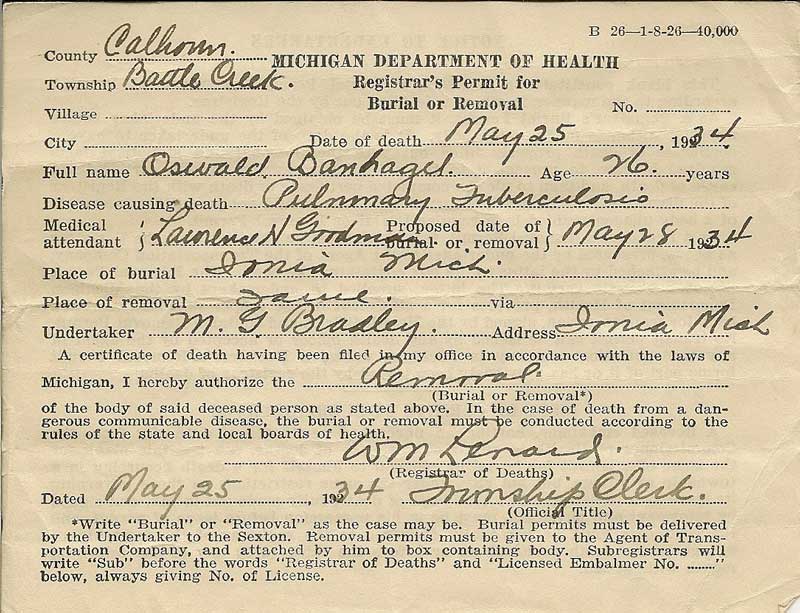 B 26—1-8-26—40,000
County Calhoun.
MICHIGAN DEPARTMENT OF HEALTH
Township Battle Creek.
Registrar's Permit for
Burial or Removal
Village
No.
City
Date of death May 25, 1934.
Full name Oswald Banhagel. Age 26. years
Disease causing death Pulmonary Tuberculosis
Medical attendant Lawrence H Goodman Proposed date of burial or removal May 28 1934
Place of burial Ionia Mich.
Place of removal Same. via
Undertaker M. G Bradley. Address Ionia Mich
A certificate of death having been filed in my office in accordance with the laws of
Michigan, I hereby authorize the Removal.
(Burial or Removal*)
of the body of said deceased person as stated above. In the case of death from a dan-
gerous communicable disease, the burial or removal must be conducted according to the
rules of the state and local boards of health.
Wm Lenard.
(Registrar of Deaths)
Dated May 25, 1934 Township Clerk.
(Official Title)
*Write "Burial" or "Removal" as the case may be. Burial permits must be delivered
by the Undertaker to the Sexton. Removal permits must be given to the Agent of Trans-
portation Company, and attached by him to box containing body. Subregistrars will
write "Sub" before the words "Registrar of Deaths" and "Licensed Embalmer No. ........"
below, always giving No. of License.